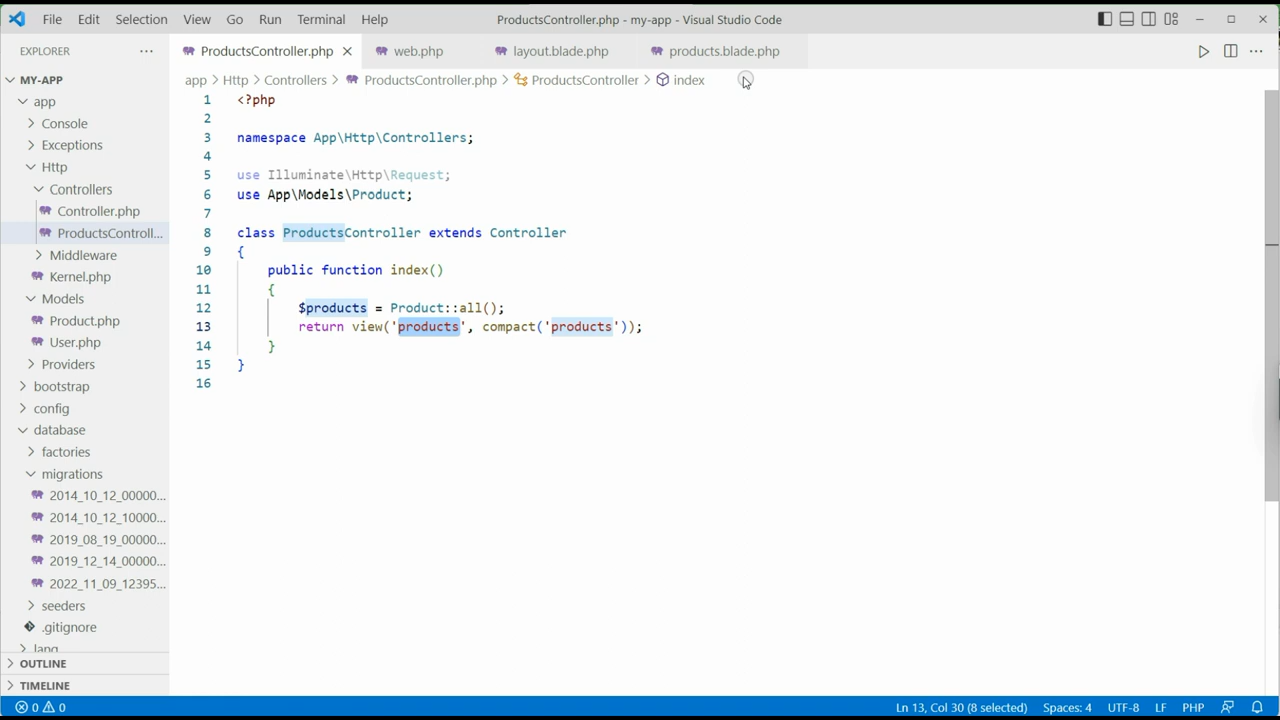 File Edit Selection View Go Run Terminal Help ProductsController.php - my-app - Visual Studio Code
EXPLORER
ProductsController.php web.php layout.blade.php products.blade.php
MY-APP
app
Console
Exceptions
Http
Controllers
Controller.php
ProductsControll...
Middleware
Kernel.php
Models
Product.php
User.php
Providers
bootstrap
config
database
factories
migrations
2014_10_12_00000...
2014_10_12_10000...
2019_08_19_00000...
2019_12_14_00000...
2022_11_09_12395...
seeders
.gitignore
lang
OUTLINE
TIMELINE
app > Http > Controllers > ProductsController.php > ProductsController > index
1 <?php
2
3 namespace App\Http\Controllers;
4
5 use Illuminate\Http\Request;
6 use App\Models\Product;
7
8 class ProductsController extends Controller
9 {
10 public function index()
11 {
12 $products = Product::all();
13 return view('products', compact('products'));
14 }
15 }
16
0 0 Ln 13, Col 30 (8 selected) Spaces: 4 UTF-8 LF PHP